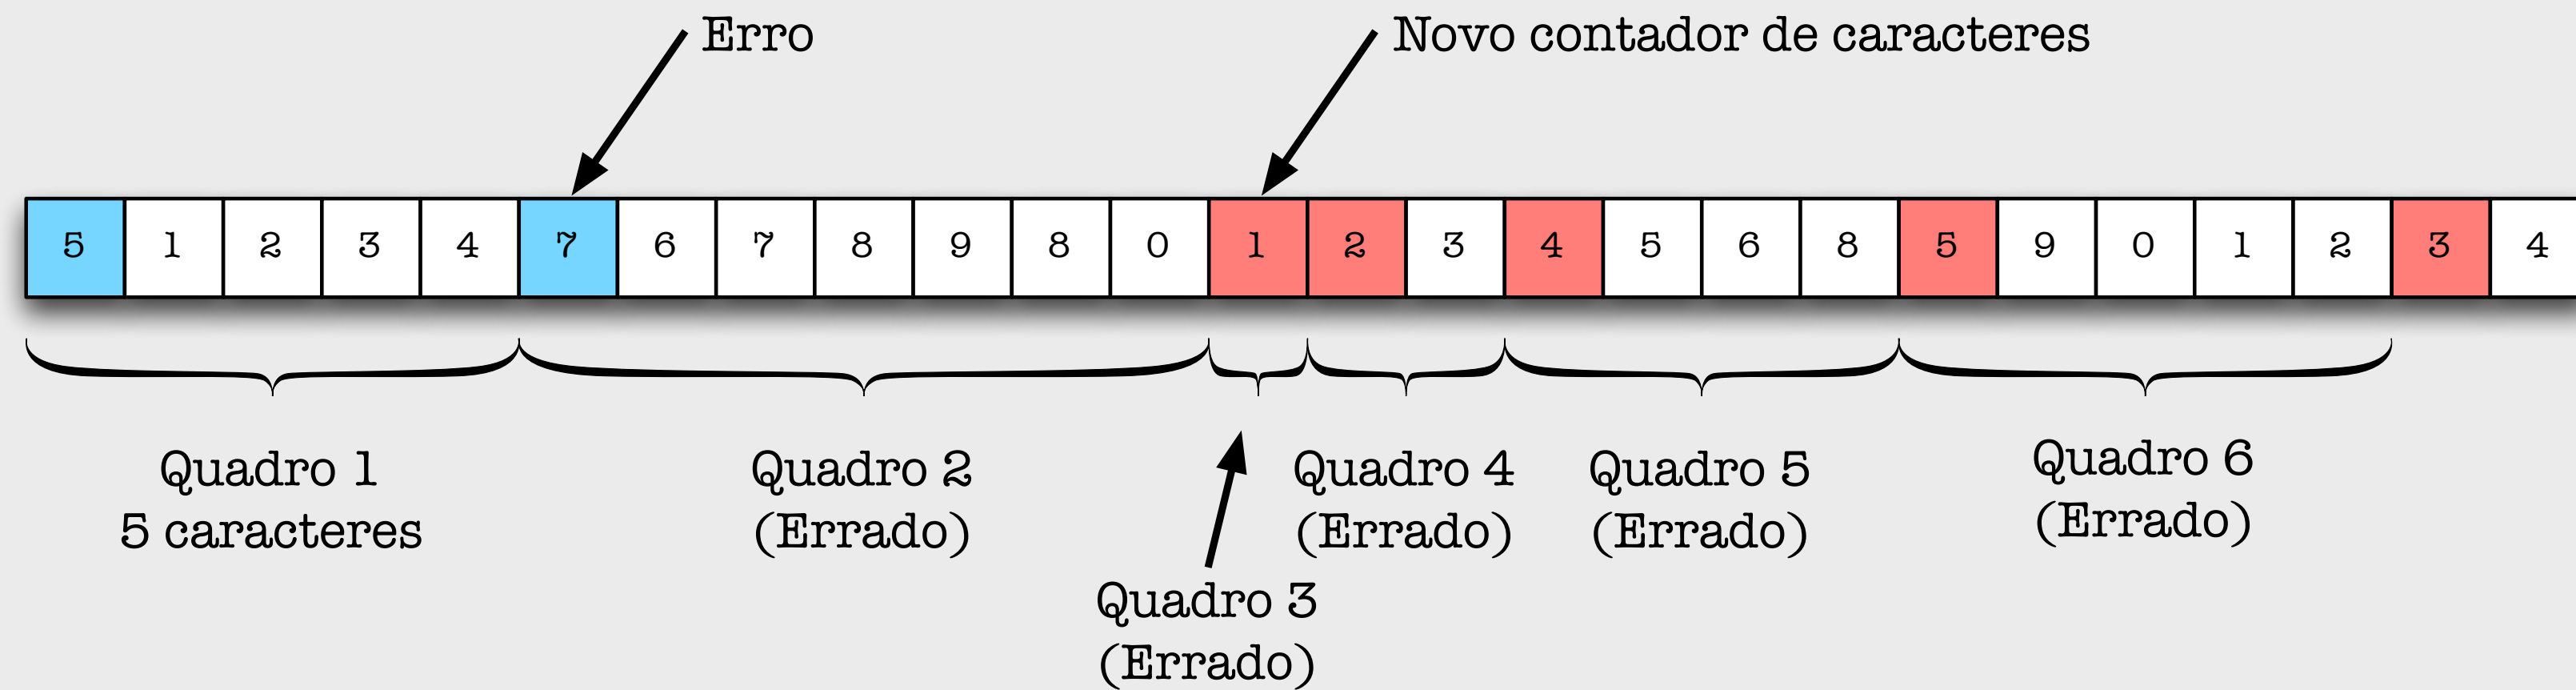 Erro
Novo contador de caracteres
5 1 2 3 4 7 6 7 8 9 8 0 1 2 3 4 5 6 8 5 9 0 1 2 3 4
Quadro 1
5 caracteres
Quadro 2
(Errado)
Quadro 3
(Errado)
Quadro 4
(Errado)
Quadro 5
(Errado)
Quadro 6
(Errado)